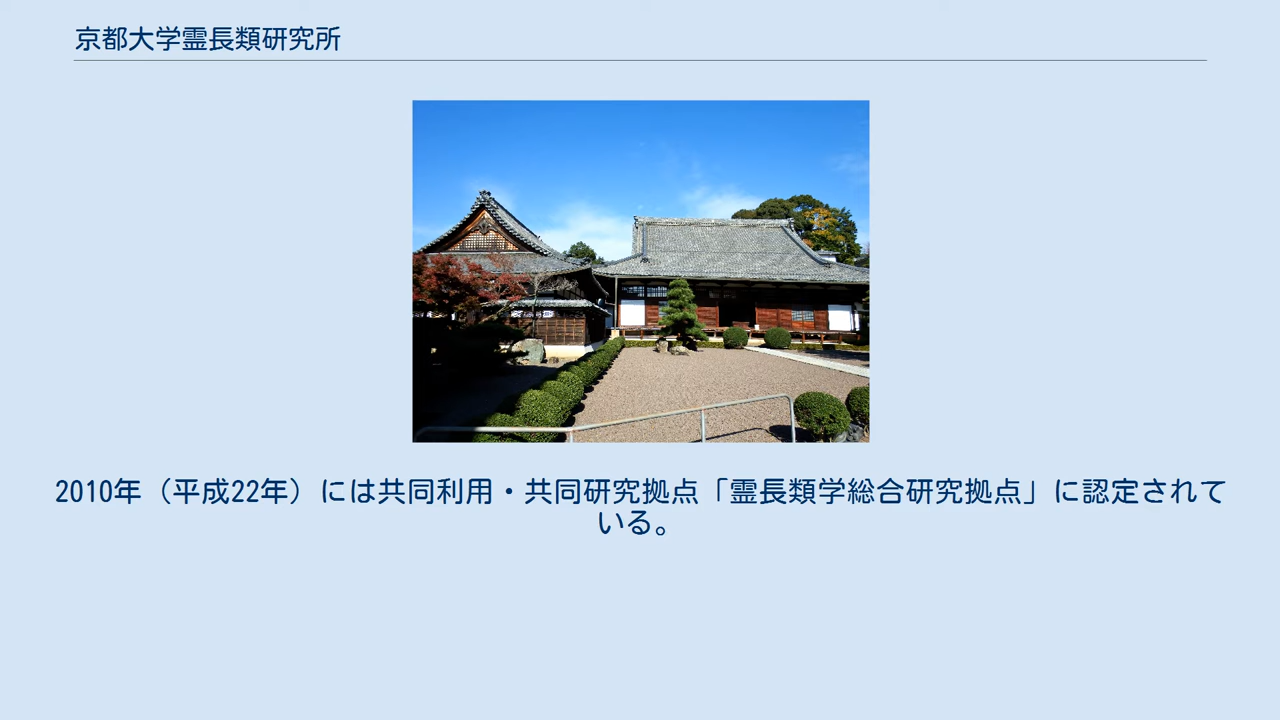 京都大学霊長類研究所
2010年（平成22年）には共同利用・共同研究拠点「霊長類学総合研究拠点」に認定されて
いる。